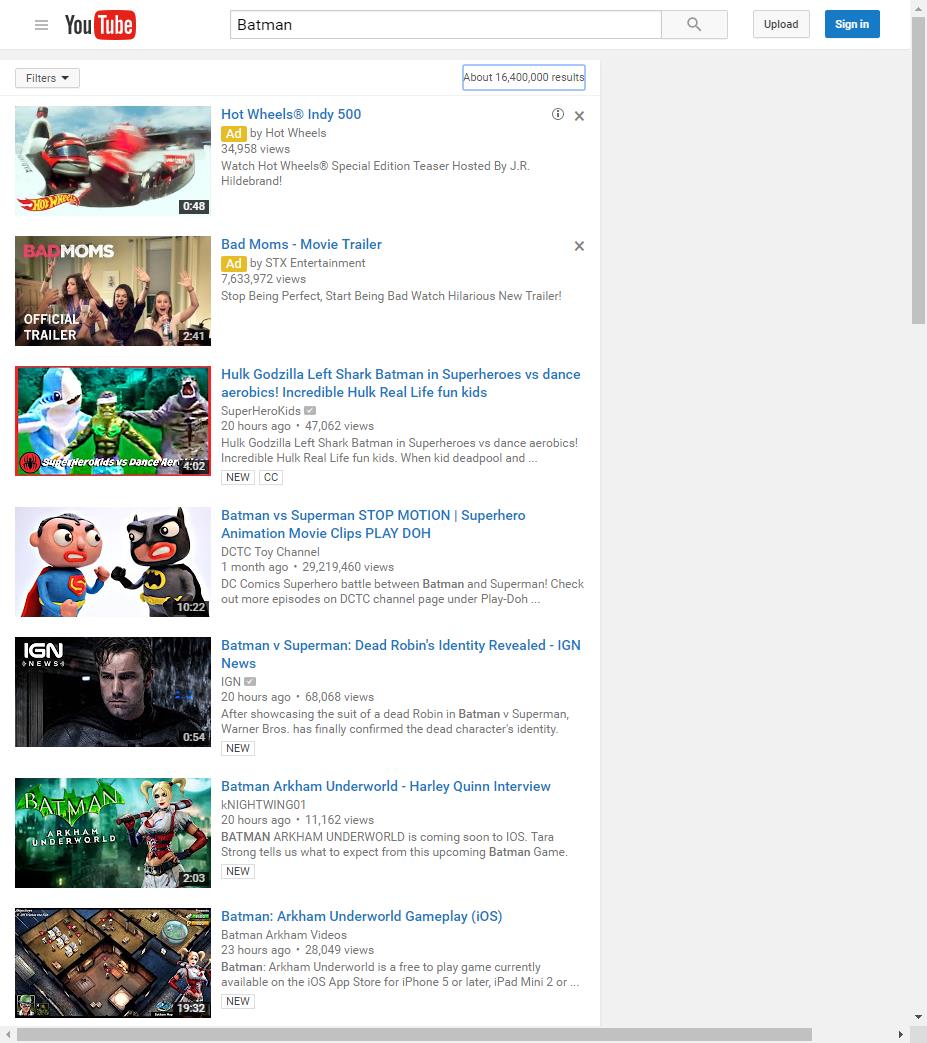 YouTube
Batman
Upload
Sign in
Filters
About 16,400,000 results
Hot Wheels® Indy 500
Ad by Hot Wheels
34,958 views
Watch Hot Wheels® Special Edition Teaser Hosted By J.R.
Hildebrand!
HOT WHEELS
0:48
Bad Moms - Movie Trailer
Ad by STX Entertainment
7,633,972 views
Stop Being Perfect, Start Being Bad Watch Hilarious New Trailer!
BADMOMS
OFFICIAL
TRAILER
2:41
Hulk Godzilla Left Shark Batman in Superheroes vs dance
aerobics! Incredible Hulk Real Life fun kids
SuperHeroKids
20 hours ago • 47,062 views
Hulk Godzilla Left Shark Batman in Superheroes vs dance aerobics!
Incredible Hulk Real Life fun kids. When kid deadpool and ...
NEW CC
SuperHeroKids vs Dance Aer
4:02
Batman vs Superman STOP MOTION | Superhero
Animation Movie Clips PLAY DOH
DCTC Toy Channel
1 month ago • 29,219,460 views
DC Comics Superhero battle between Batman and Superman! Check
out more episodes on DCTC channel page under Play-Doh ...
10:22
Batman v Superman: Dead Robin's Identity Revealed - IGN
News
IGN
20 hours ago • 68,068 views
After showcasing the suit of a dead Robin in Batman v Superman,
Warner Bros. has finally confirmed the dead character's identity.
NEW
IGN
NEWS
0:54
Batman Arkham Underworld - Harley Quinn Interview
kNIGHTWING01
20 hours ago • 11,162 views
BATMAN ARKHAM UNDERWORLD is coming soon to IOS. Tara
Strong tells us what to expect from this upcoming Batman Game.
NEW
BATMAN
ARKHAM
UNDERWORLD
2:03
Batman: Arkham Underworld Gameplay (iOS)
Batman Arkham Videos
23 hours ago • 28,049 views
Batman: Arkham Underworld is a free to play game currently
available on the iOS App Store for iPhone 5 or later, iPad Mini 2 or ...
NEW
19:32